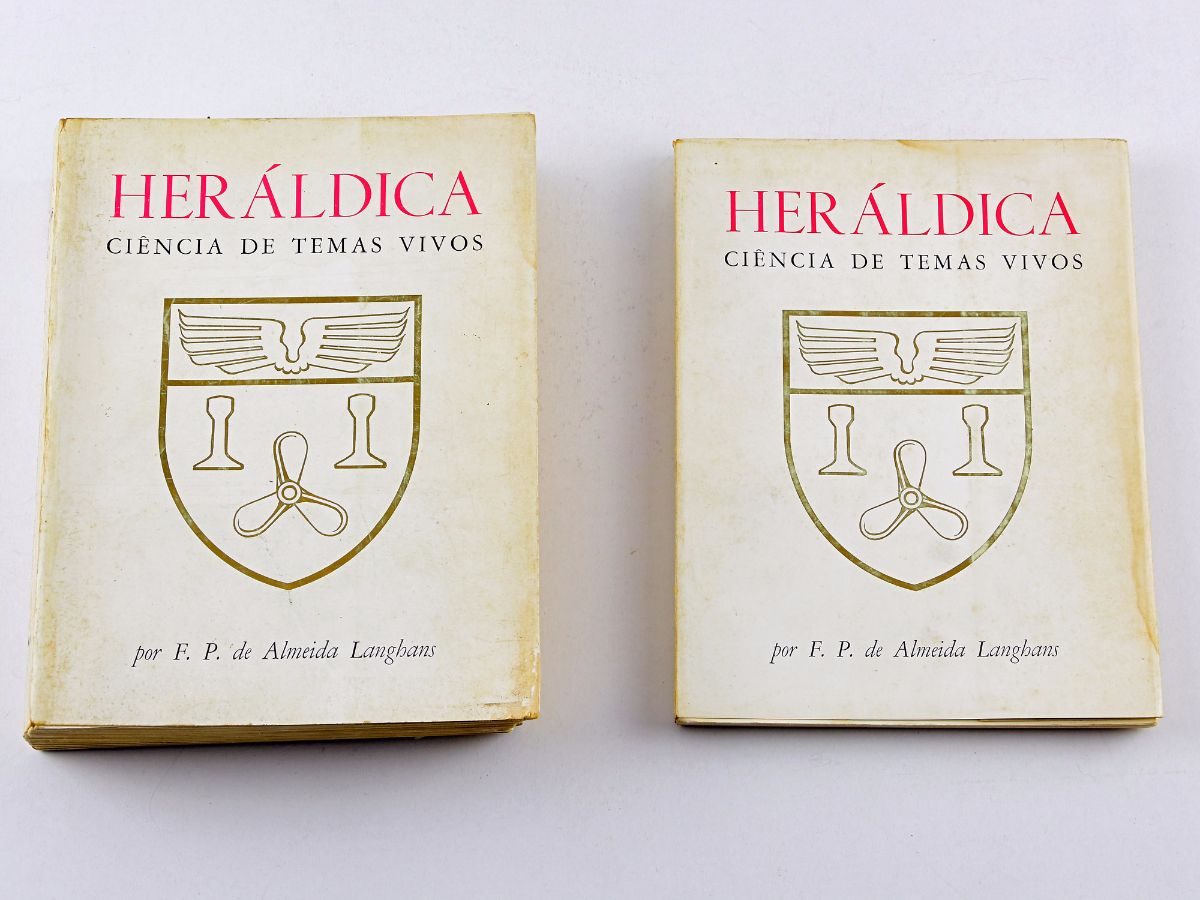 HERÁLDICA
CIÊNCIA DE TEMAS VIVOS
por F. P. de Almeida Langhans
HERÁLDICA
CIÊNCIA DE TEMAS VIVOS
por F. P. de Almeida Langhans